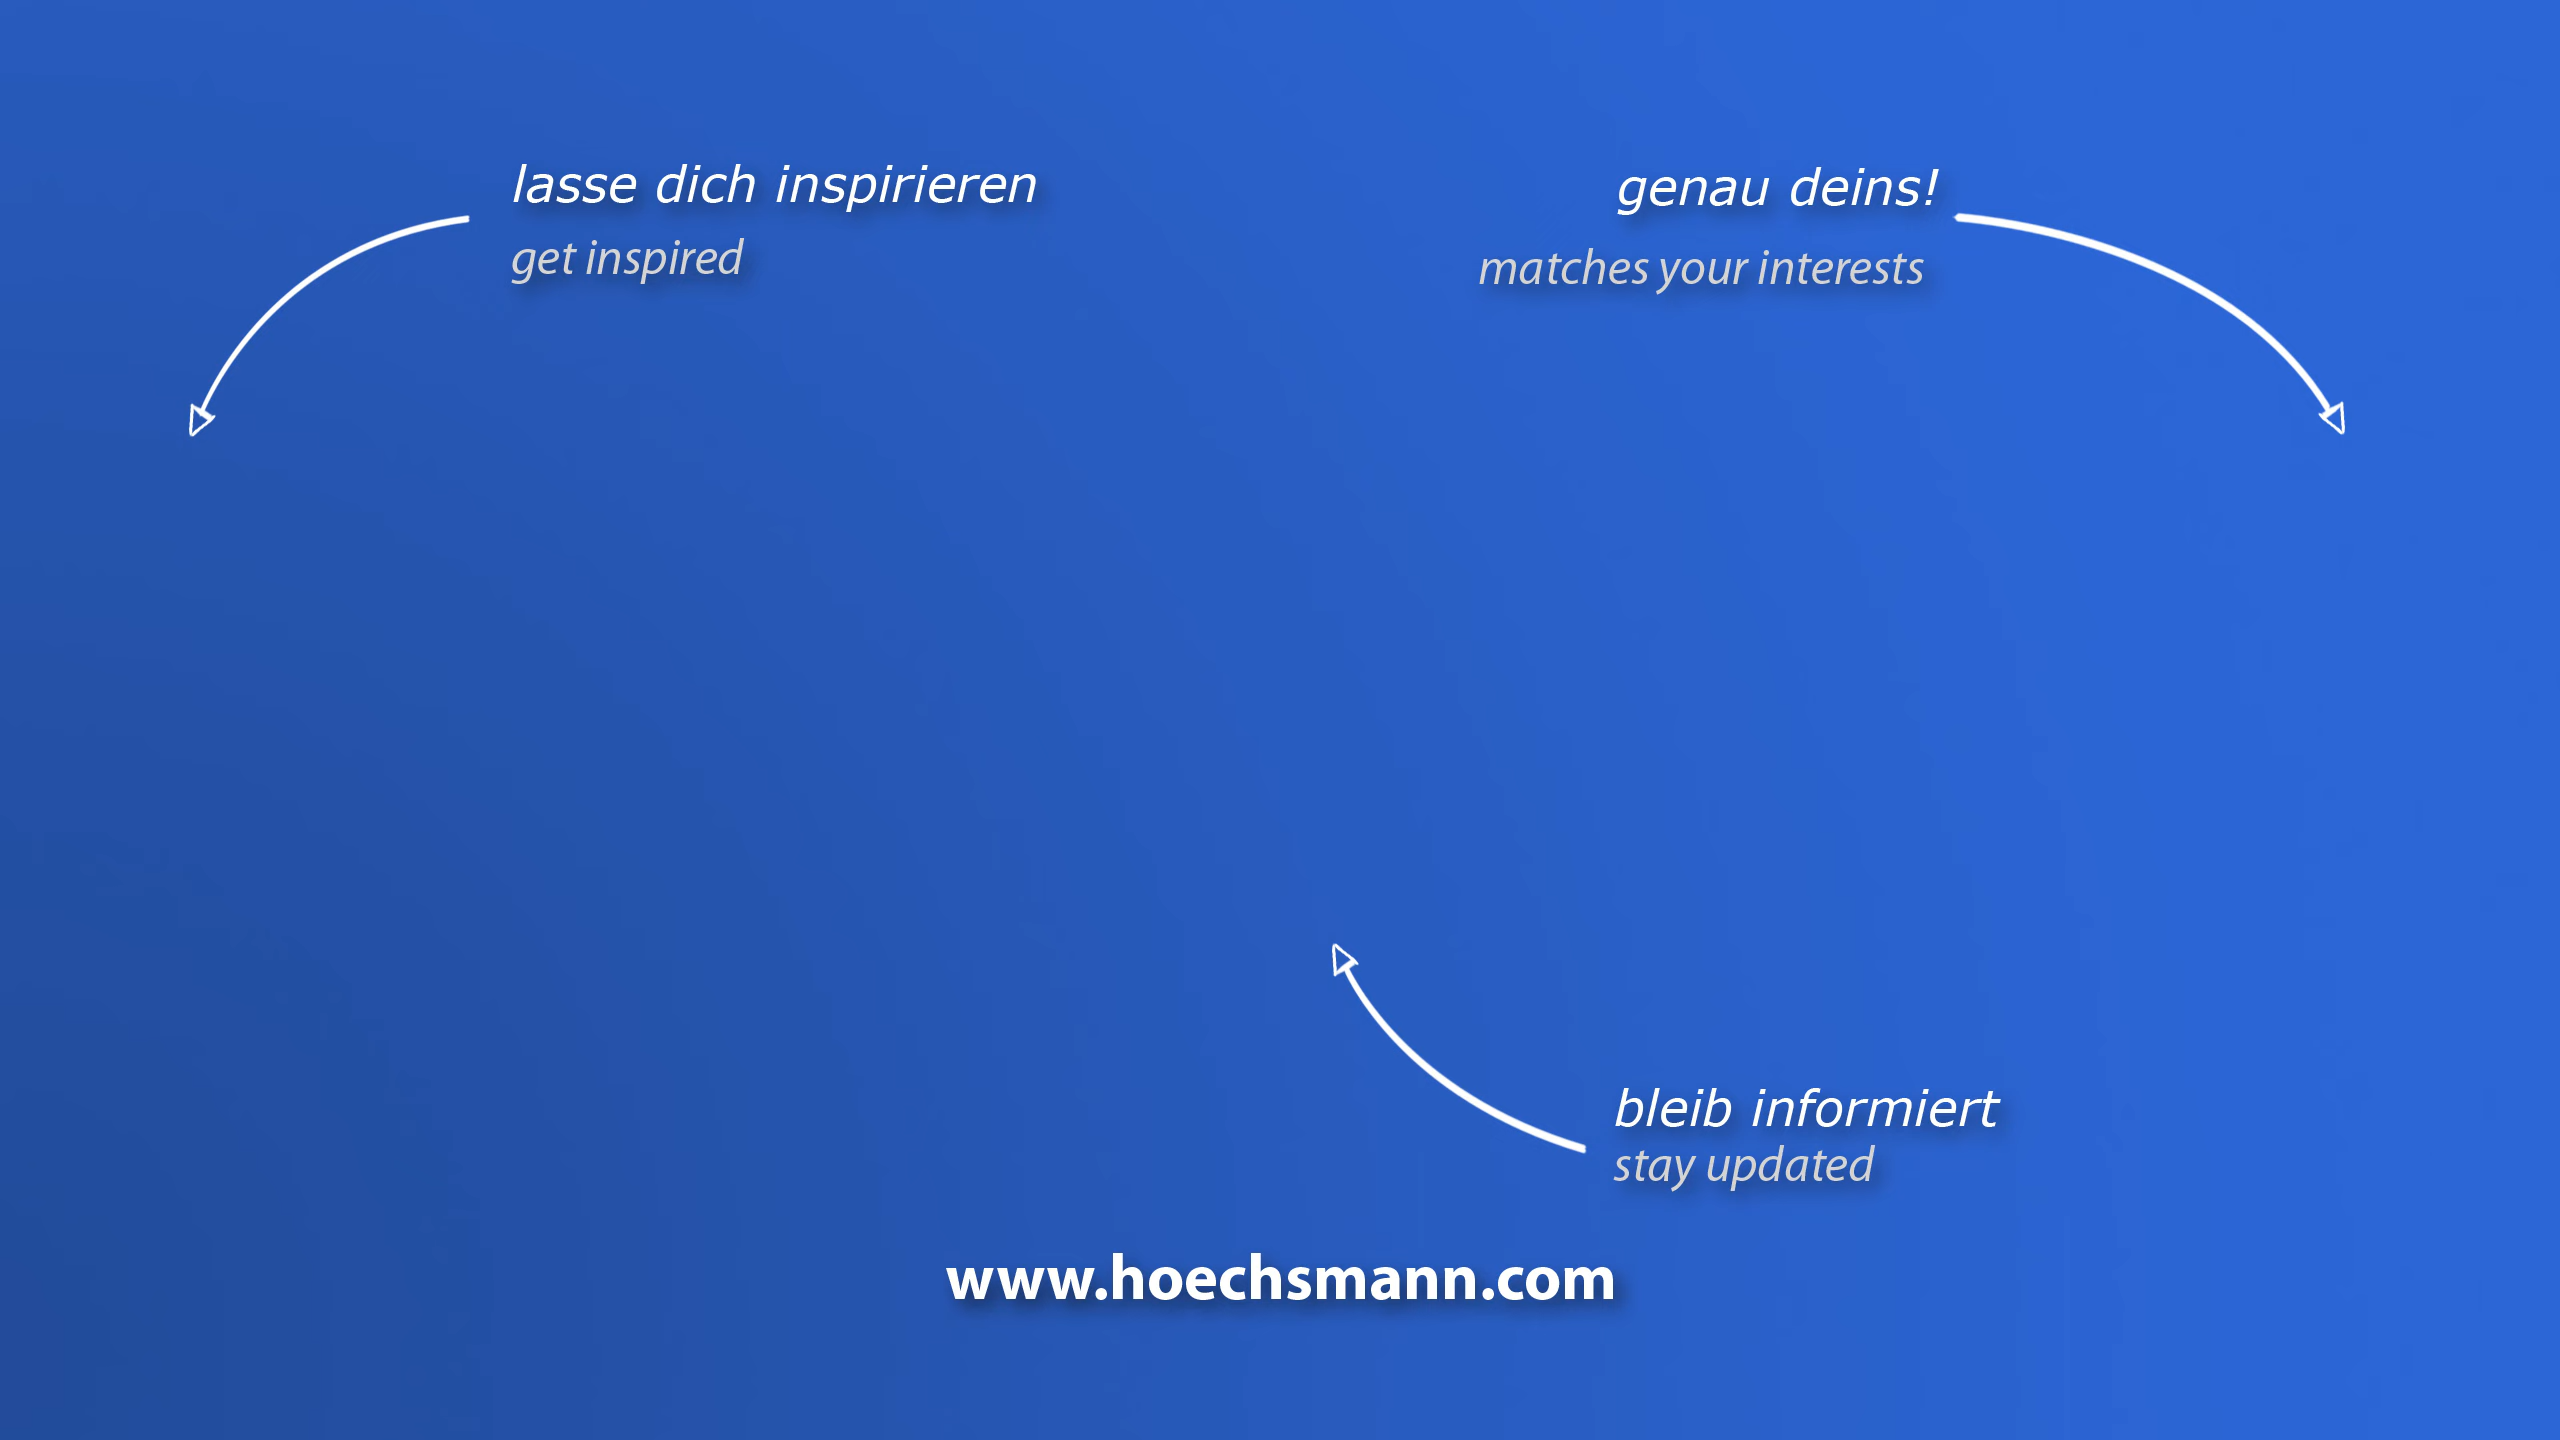 lasse dich inspirieren
get inspired
genau deins!
matches your interests
bleib informiert
stay updated
www.hoechsmann.com